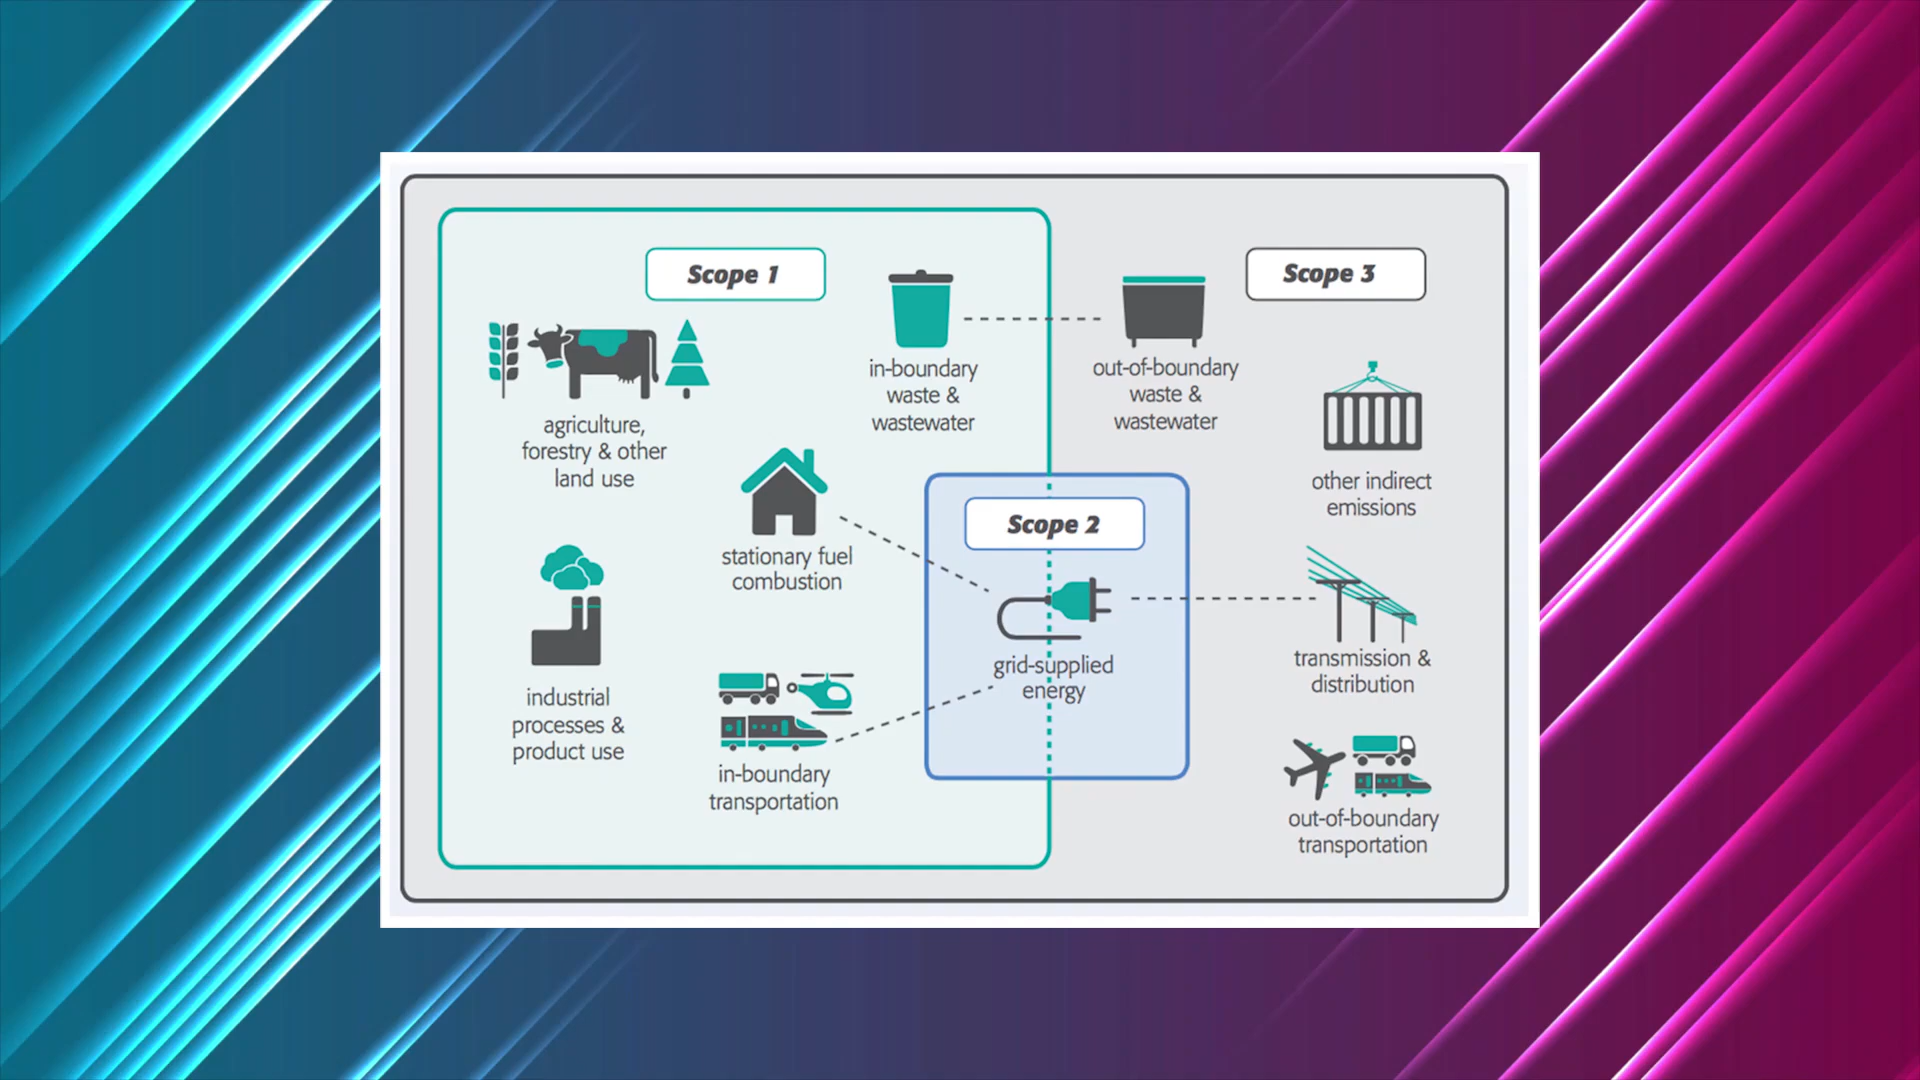 Scope 1
Scope 3
in-boundary
waste &
wastewater
out-of-boundary
waste &
wastewater
agriculture,
forestry & other
land use
other indirect
emissions
Scope 2
stationary fuel
combustion
grid-supplied
energy
transmission &
distribution
industrial
processes &
product use
in-boundary
transportation
out-of-boundary
transportation